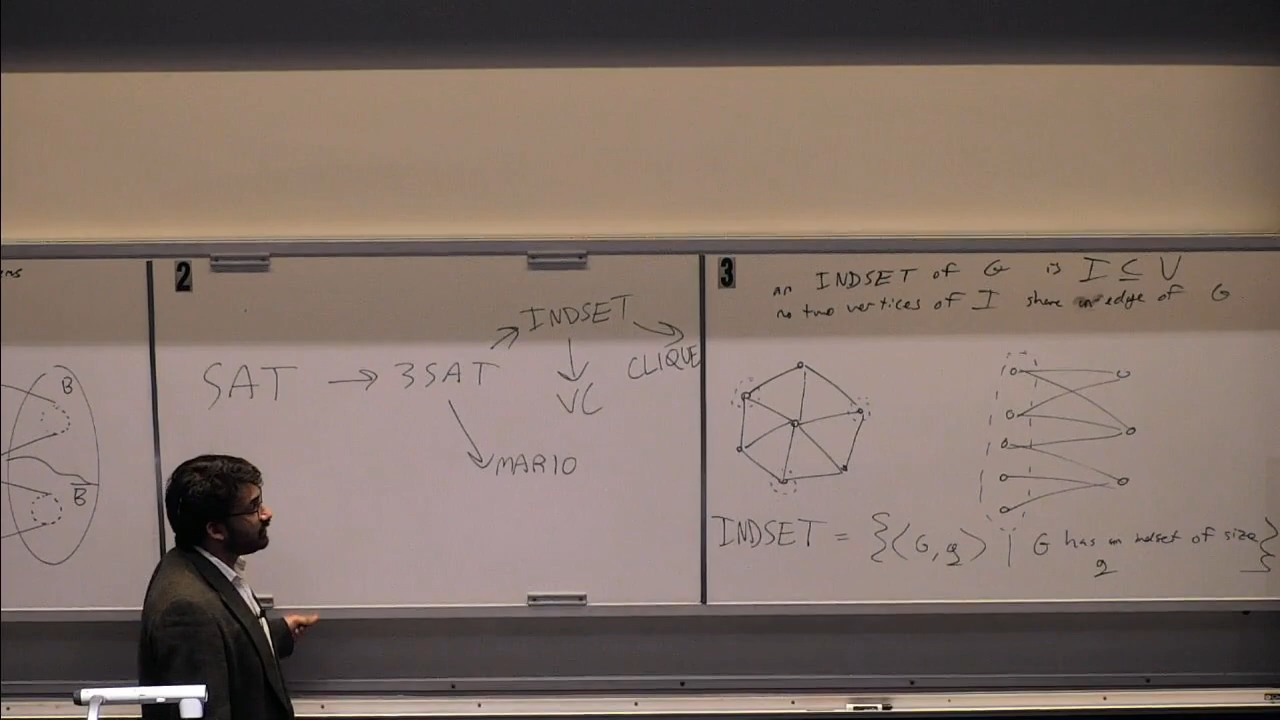 B
B
2
SAT → 3SAT
INDSET
VC
CLIQUE
MARIO
3
an INDSET of G is I ⊆ V
no two vertices of I share an edge of G
INDSET = {(G, g) | G has an indset of size
g }